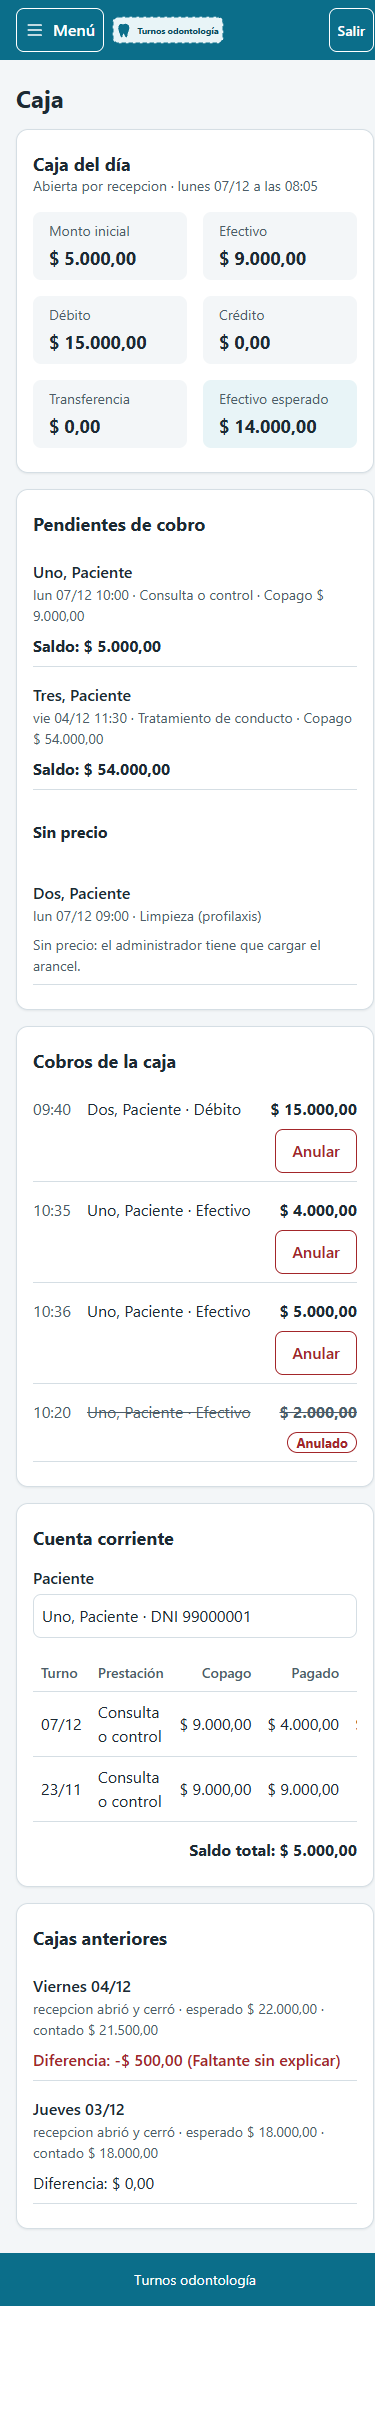 Menú
Turnos odontología
Salir
Caja
Caja del día
Abierta por recepcion · lunes 07/12 a las 08:05
Monto inicial
$ 5.000,00
Efectivo
$ 9.000,00
Débito
$ 15.000,00
Crédito
$ 0,00
Transferencia
$ 0,00
Efectivo esperado
$ 14.000,00
Pendientes de cobro
Uno, Paciente
lun 07/12 10:00 · Consulta o control · Copago $
9.000,00
Saldo: $ 5.000,00
Tres, Paciente
vie 04/12 11:30 · Tratamiento de conducto · Copago
$ 54.000,00
Saldo: $ 54.000,00
Sin precio
Dos, Paciente
lun 07/12 09:00 · Limpieza (profilaxis)
Sin precio: el administrador tiene que cargar el
arancel.
Cobros de la caja
09:40 Dos, Paciente · Débito $ 15.000,00
Anular
10:35 Uno, Paciente · Efectivo $ 4.000,00
Anular
10:36 Uno, Paciente · Efectivo $ 5.000,00
Anular
10:20 Uno, Paciente · Efectivo $ 2.000,00
Anulado
Cuenta corriente
Paciente
Uno, Paciente · DNI 99000001
Turno Prestación Copago Pagado
07/12 Consulta o control $ 9.000,00 $ 4.000,00
23/11 Consulta o control $ 9.000,00 $ 9.000,00
Saldo total: $ 5.000,00
Cajas anteriores
Viernes 04/12
recepcion abrió y cerró · esperado $ 22.000,00 ·
contado $ 21.500,00
Diferencia: -$ 500,00 (Faltante sin explicar)
Jueves 03/12
recepcion abrió y cerró · esperado $ 18.000,00 ·
contado $ 18.000,00
Diferencia: $ 0,00
Turnos odontología